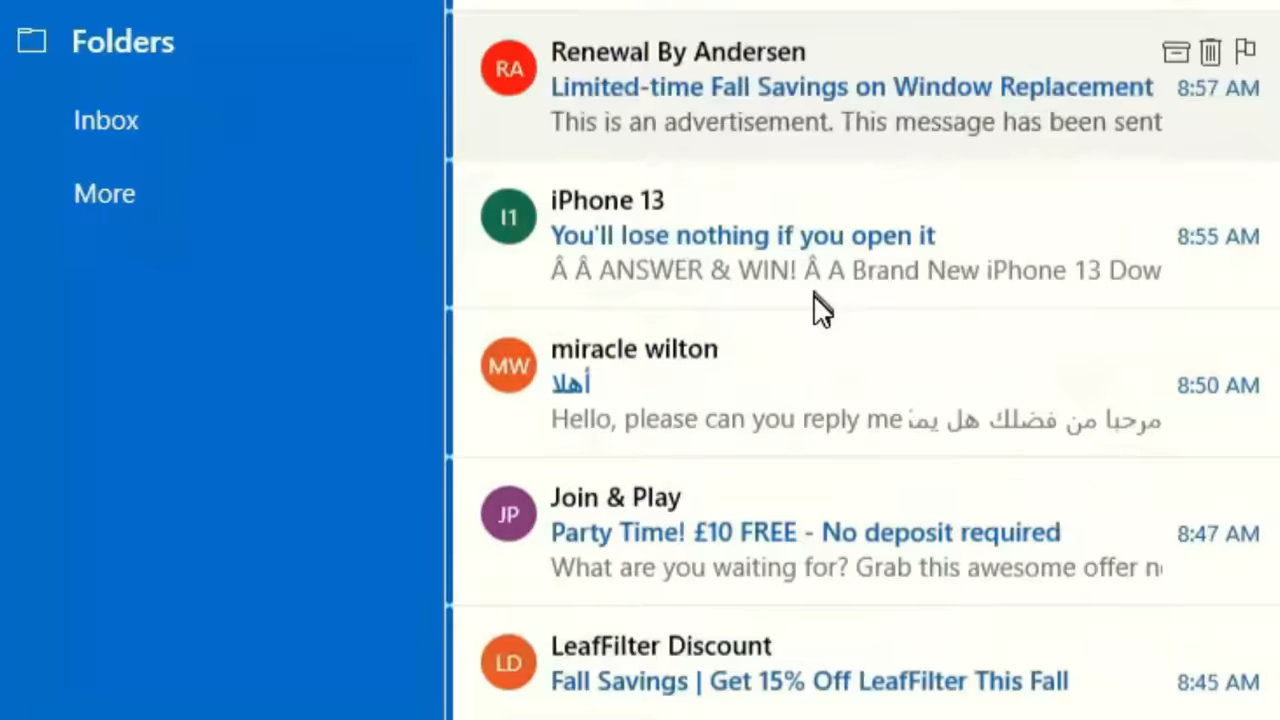 Folders
Inbox
More
RA
Renewal By Andersen
Limited-time Fall Savings on Window Replacement
8:57 AM
This is an advertisement. This message has been sent
I1
iPhone 13
You'll lose nothing if you open it
8:55 AM
Â Â ANSWER & WIN! Â A Brand New iPhone 13 Dow
MW
miracle wilton
أهلا
8:50 AM
Hello, please can you reply me مرحبا من فضلك هل يمك
JP
Join & Play
Party Time! £10 FREE - No deposit required
8:47 AM
What are you waiting for? Grab this awesome offer
LD
LeafFilter Discount
Fall Savings | Get 15% Off LeafFilter This Fall
8:45 AM